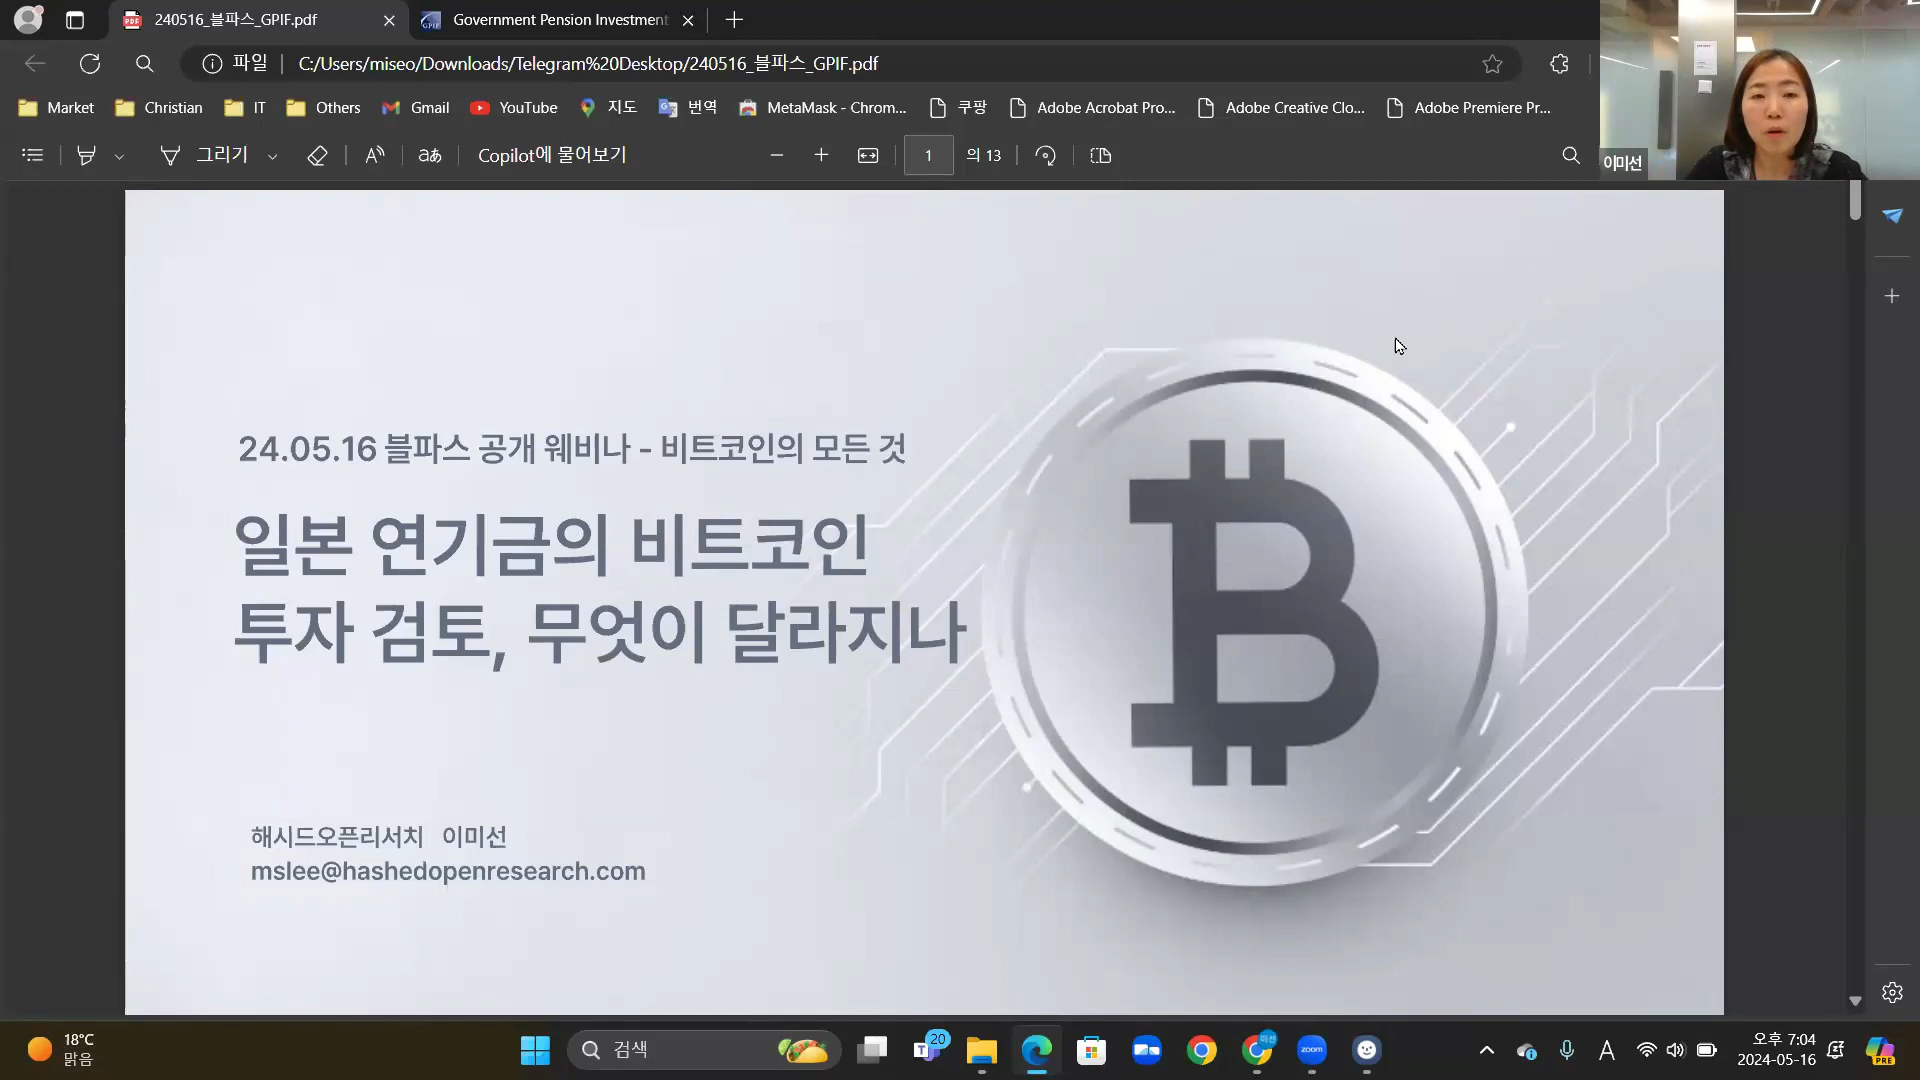 240516_블파스_GPIF.pdf
Government Pension Investment
파일
C:/Users/miseo/Downloads/Telegram%20Desktop/240516_블파스_GPIF.pdf
Market
Christian
IT
Others
Gmail
YouTube
지도
번역
MetaMask - Chrom...
쿠팡
Adobe Acrobat Pro...
Adobe Creative Clo...
Adobe Premiere Pr...
그리기
Copilot에 물어보기
1 의 13
이미선
24.05.16 블파스 공개 웨비나 - 비트코인의 모든 것
일본 연기금의 비트코인
투자 검토, 무엇이 달라지나
해시드오픈리서치 이미선
mslee@hashedopenresearch.com
18°C
맑음
검색
20
미선
zoom
A
오후 7:04
2024-05-16
PRE